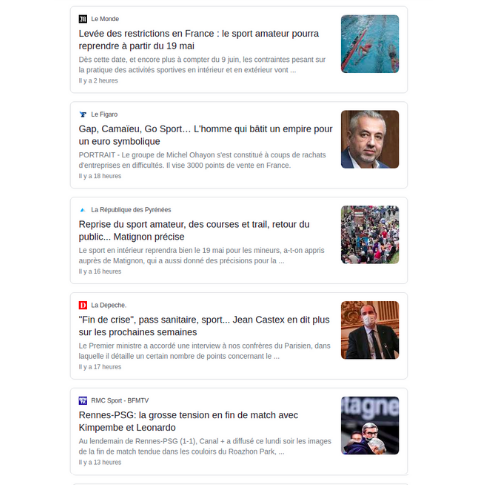 Le Monde
Levée des restrictions en France : le sport amateur pourra
reprendre à partir du 19 mai
Dès cette date, et encore plus à compter du 9 juin, les contraintes pesant sur
la pratique des activités sportives en intérieur et en extérieur vont ...
Il y a 2 heures
Le Figaro
Gap, Camaïeu, Go Sport… L'homme qui bâtit un empire pour
un euro symbolique
PORTRAIT - Le groupe de Michel Ohayon s'est constitué à coups de rachats
d'entreprises en difficultés. Il vise 3000 points de vente en France.
Il y a 18 heures
La République des Pyrénées
Reprise du sport amateur, des courses et trail, retour du
public... Matignon précise
Le sport en intérieur reprendra bien le 19 mai pour les mineurs, a-t-on appris
auprès de Matignon, qui a aussi donné des précisions pour la ...
Il y a 16 heures
La Depeche.
"Fin de crise", pass sanitaire, sport... Jean Castex en dit plus
sur les prochaines semaines
Le Premier ministre a accordé une interview à nos confrères du Parisien, dans
laquelle il détaille un certain nombre de points concernant le ...
Il y a 17 heures
RMC Sport - BFMTV
Rennes-PSG: la grosse tension en fin de match avec
Kimpembe et Leonardo
Au lendemain de Rennes-PSG (1-1), Canal + a diffusé ce lundi soir les images
de la fin de match tendue dans les couloirs du Roazhon Park, ...
Il y a 13 heures